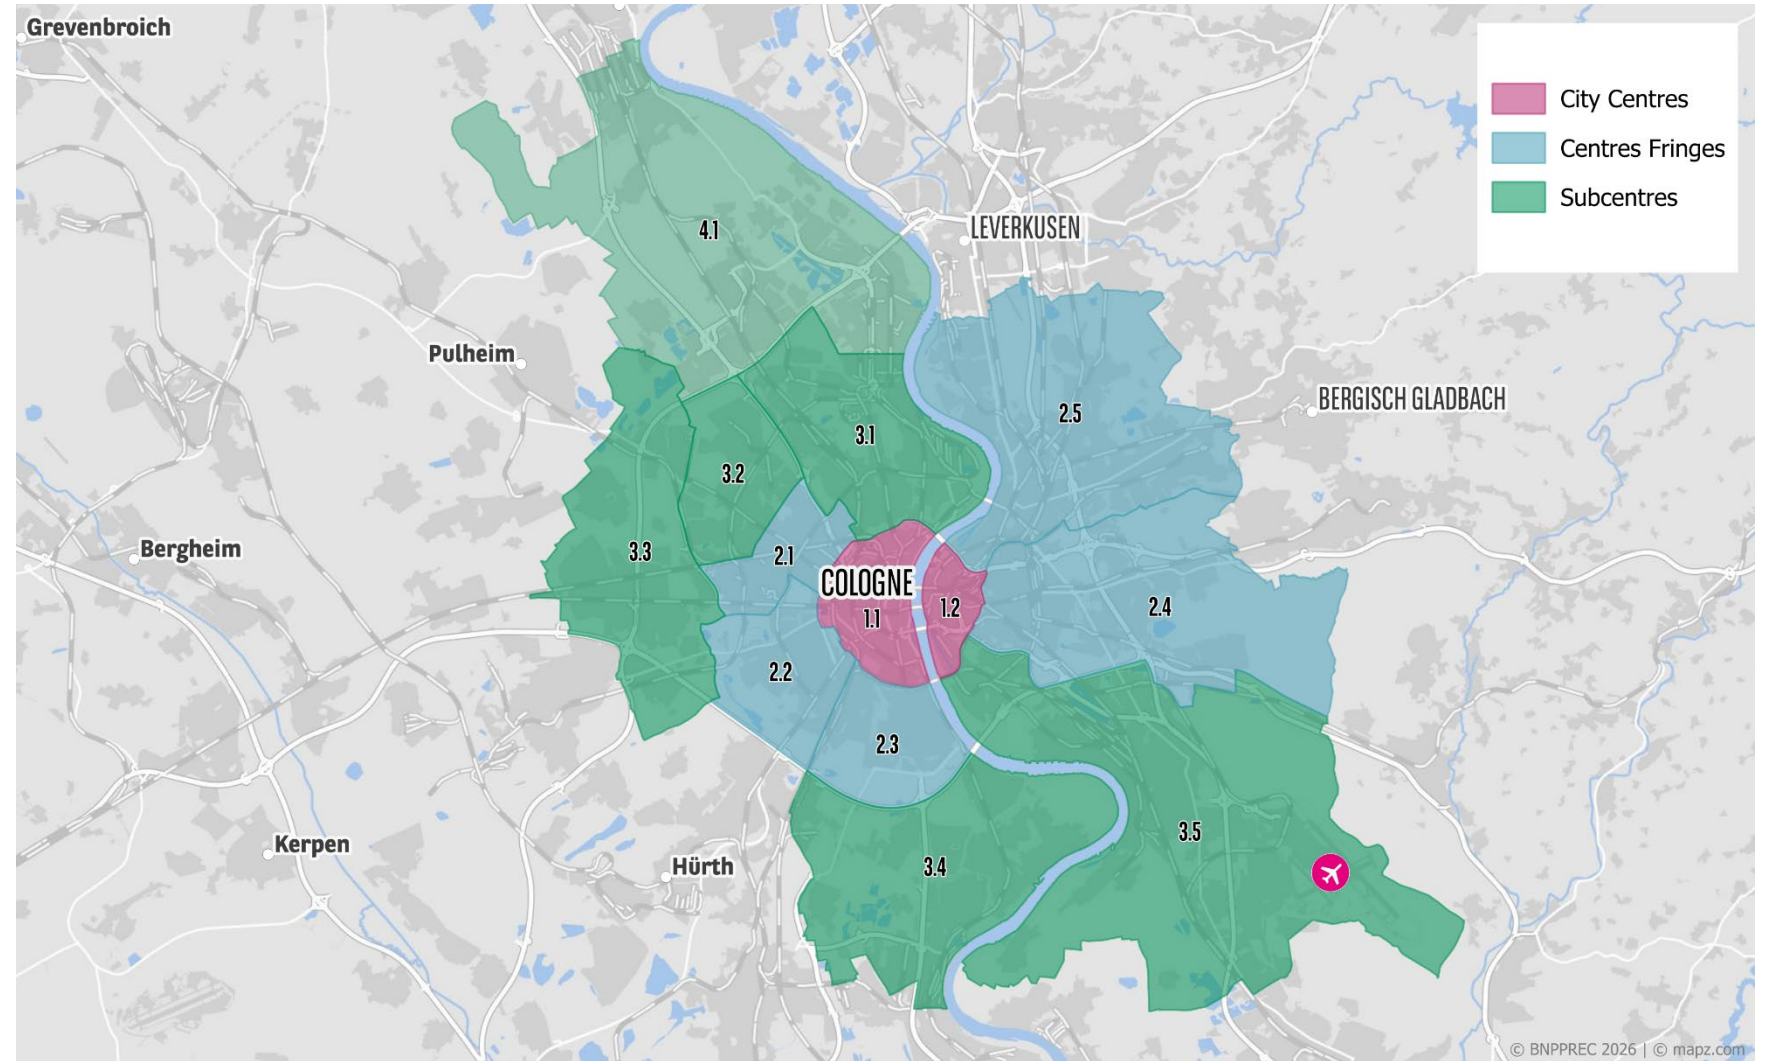 Grevenbroich
City Centres
Centres Fringes
Subcentres
4.1
LEVERKUSEN
Pulheim
BERGISCH GLADBACH
2.5
3.1
3.2
Bergheim
3.3
2.1
COLOGNE
1.1
1.2
2.4
2.2
2.3
3.5
Kerpen
Hürth
3.4
© BNPPREC 2026 | © mapz.com